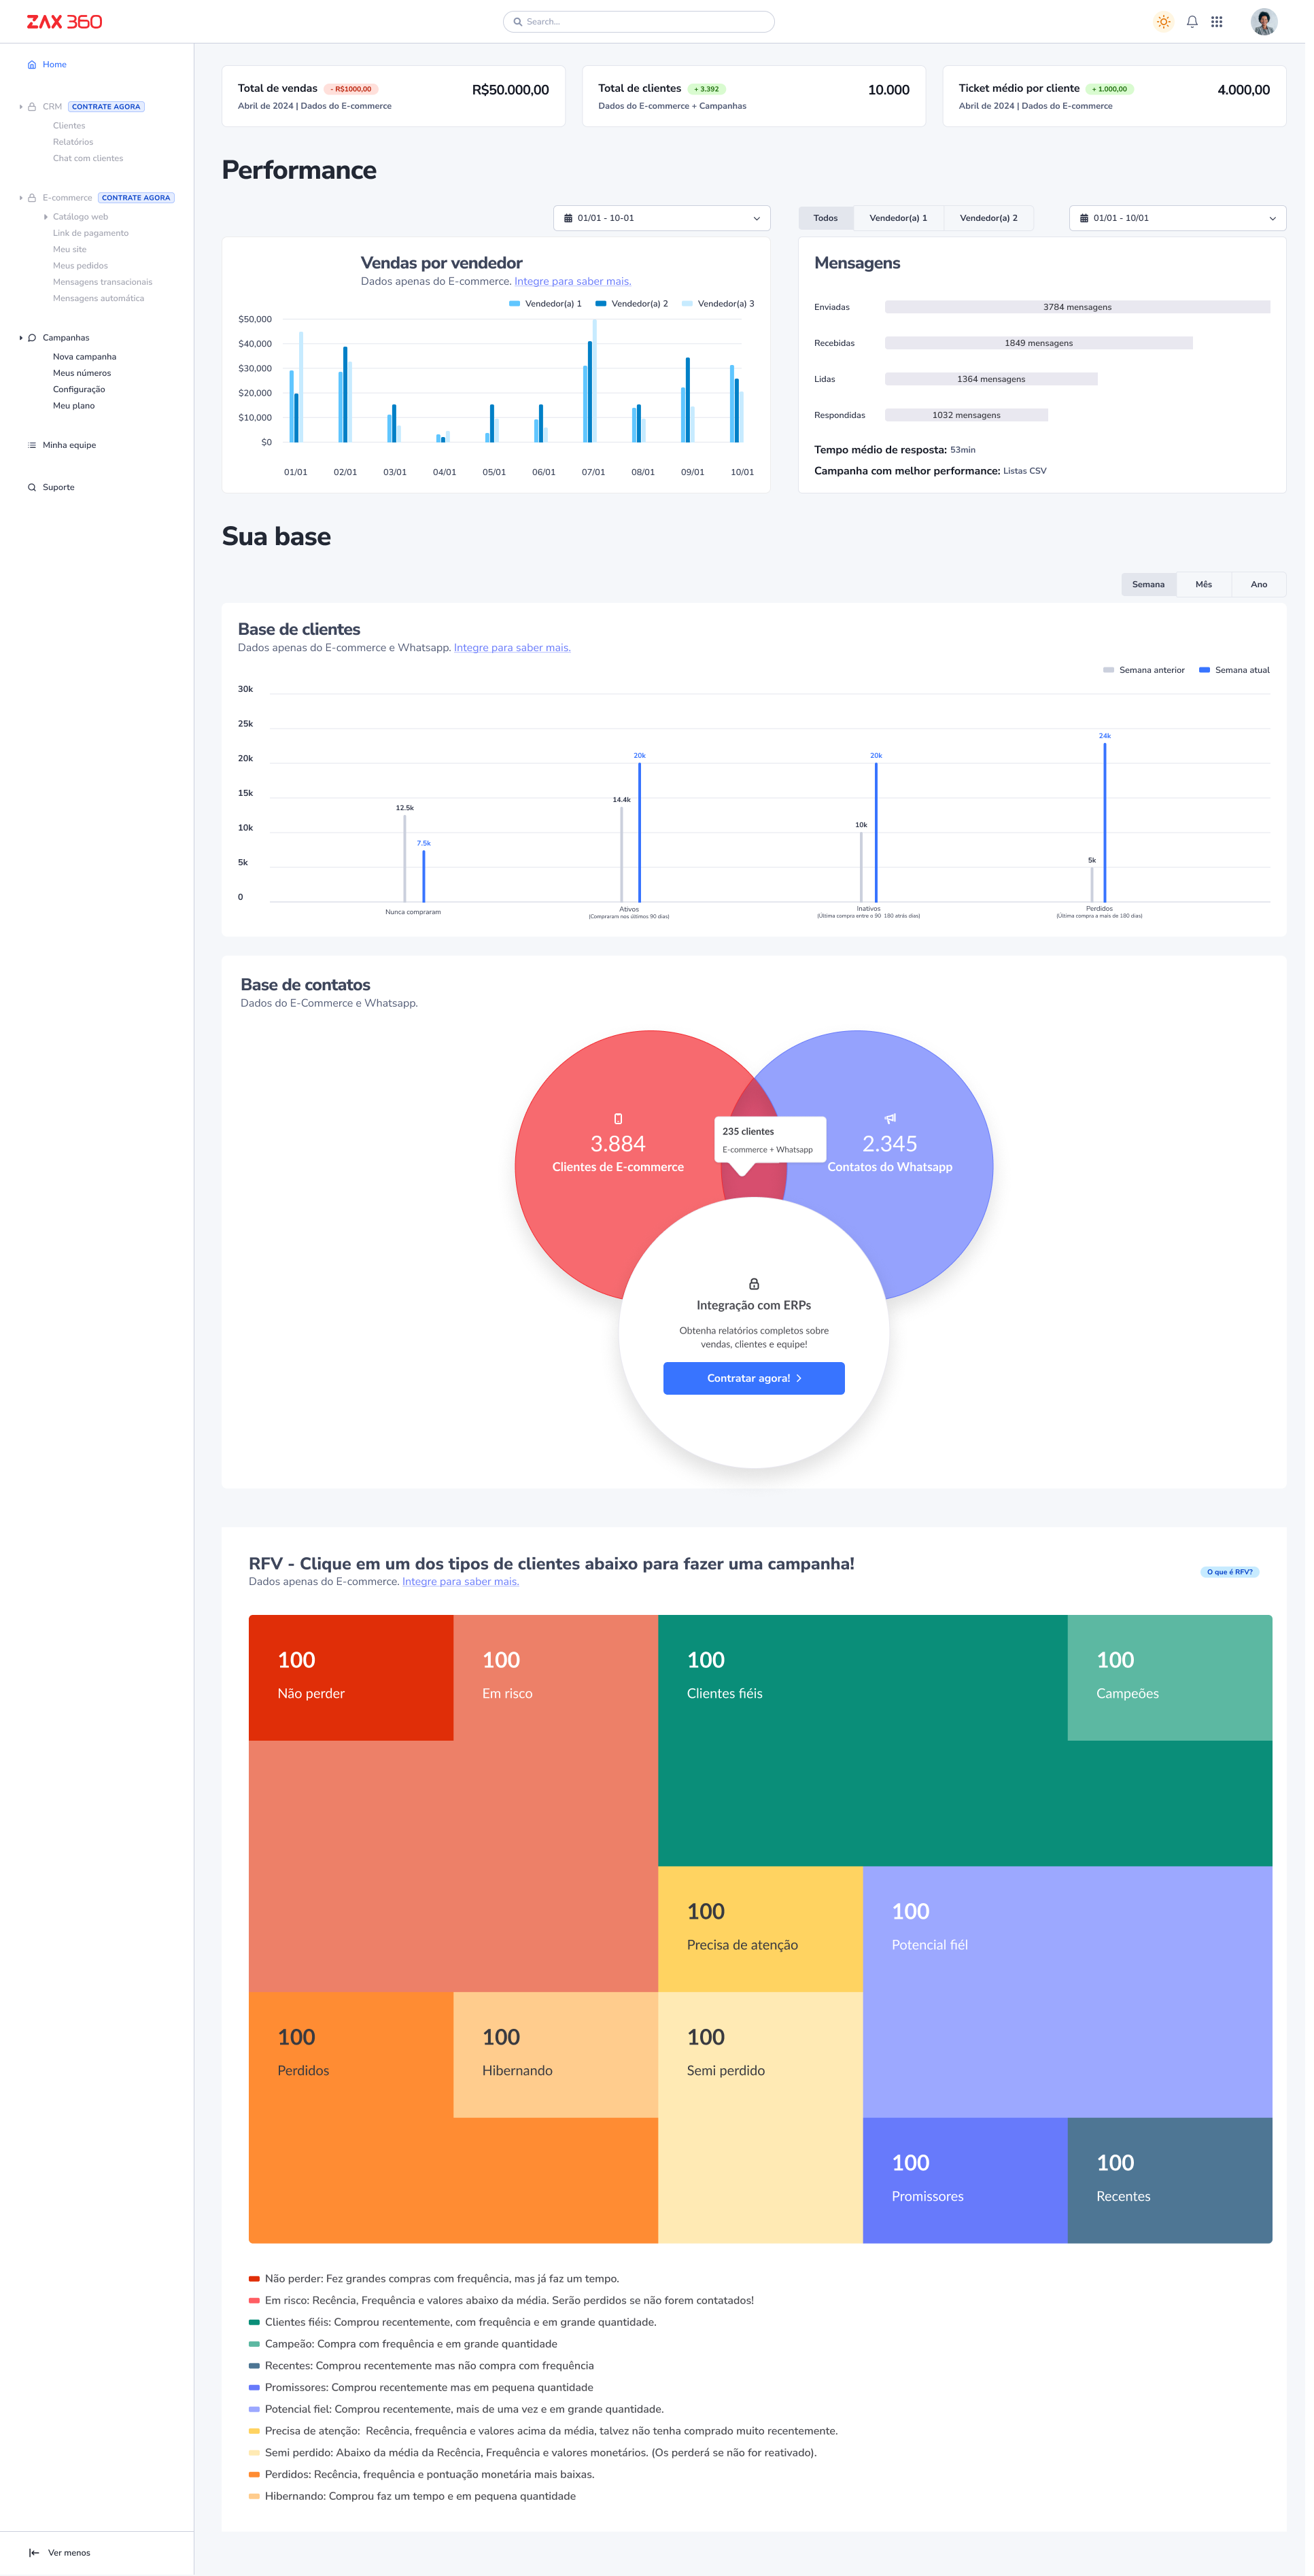 ZAX 360
Search...
Home
CRM CONTRATE AGORA
Clientes
Relatórios
Chat com clientes
E-commerce CONTRATE AGORA
Catálogo web
Link de pagamento
Meu site
Meus pedidos
Mensagens transacionais
Mensagens automática
Campanhas
Nova campanha
Meus números
Configuração
Meu plano
Minha equipe
Suporte
Ver menos
Total de vendas - R$1000,00 R$50.000,00
Abril de 2024 | Dados do E-commerce
Total de clientes + 3.392 10.000
Dados do E-commerce + Campanhas
Ticket médio por cliente + 1.000,00 4.000,00
Abril de 2024 | Dados do E-commerce
Performance
01/01 - 10-01
Vendas por vendedor
Dados apenas do E-commerce. Integre para saber mais.
Vendedor(a) 1 Vendedor(a) 2 Vendedor(a) 3
$50,000
$40,000
$30,000
$20,000
$10,000
$0
01/01 02/01 03/01 04/01 05/01 06/01 07/01 08/01 09/01 10/01
Todos Vendedor(a) 1 Vendedor(a) 2
01/01 - 10/01
Mensagens
Enviadas 3784 mensagens
Recebidas 1849 mensagens
Lidas 1364 mensagens
Respondidas 1032 mensagens
Tempo médio de resposta: 53min
Campanha com melhor performance: Listas CSV
Sua base
Semana Mês Ano
Base de clientes
Dados apenas do E-commerce e Whatsapp. Integre para saber mais.
Semana anterior Semana atual
30k
25k
20k
15k
10k
5k
0
12.5k
7.5k
14.4k
20k
10k
20k
5k
24k
Nunca compraram
Ativos
(Compraram nos últimos 90 dias)
Inativos
(Última compra entre o 90 180 atrás dias)
Perdidos
(Última compra a mais de 180 dias)
Base de contatos
Dados do E-Commerce e Whatsapp.
3.884
Clientes de E-commerce
235 clientes
E-commerce + Whatsapp
2.345
Contatos do Whatsapp
Integração com ERPs
Obtenha relatórios completos sobre
vendas, clientes e equipe!
Contratar agora!
RFV - Clique em um dos tipos de clientes abaixo para fazer uma campanha!
Dados apenas do E-commerce. Integre para saber mais.
O que é RFV?
100
Não perder
100
Em risco
100
Clientes fiéis
100
Campeões
100
Precisa de atenção
100
Potencial fiél
100
Perdidos
100
Hibernando
100
Semi perdido
100
Promissores
100
Recentes
Não perder: Fez grandes compras com frequência, mas já faz um tempo.
Em risco: Recência, Frequência e valores abaixo da média. Serão perdidos se não forem contatados!
Clientes fiéis: Comprou recentemente, com frequência e em grande quantidade.
Campeão: Compra com frequência e em grande quantidade
Recentes: Comprou recentemente mas não compra com frequência
Promissores: Comprou recentemente mas em pequena quantidade
Potencial fiel: Comprou recentemente, mais de uma vez e em grande quantidade.
Precisa de atenção: Recência, frequência e valores acima da média, talvez não tenha comprado muito recentemente.
Semi perdido: Abaixo da média da Recência, Frequência e valores monetários. (Os perderá se não for reativado).
Perdidos: Recência, frequência e pontuação monetária mais baixas.
Hibernando: Comprou faz um tempo e em pequena quantidade